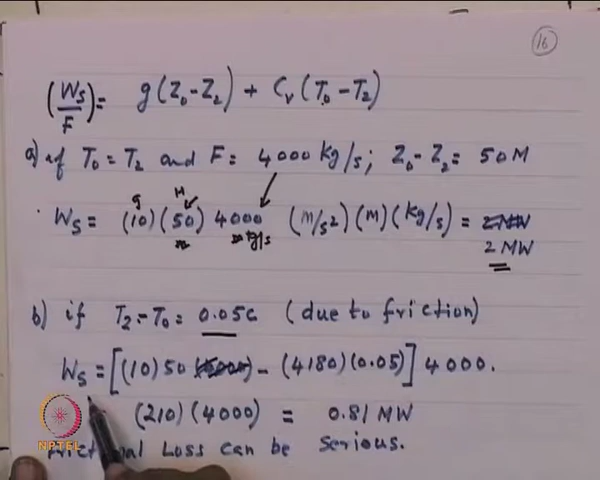 16
(Ws/F) = g(Z0-Z2) + Cv(T0-T2)
a) if T0 = T2 and F = 4000 kg/s; Z0-Z2 = 50M
g H
Ws = (10)(50) 4000 (m/s2)(m)(kg/s) = 2MW
m kg/s
2 MW
b) if T2-T0 = 0.05C (due to friction)
Ws = [(10)50 - (4180)(0.05)] 4000.
(210)(4000) = 0.81 MW
Loss can be serious.
NPTEL